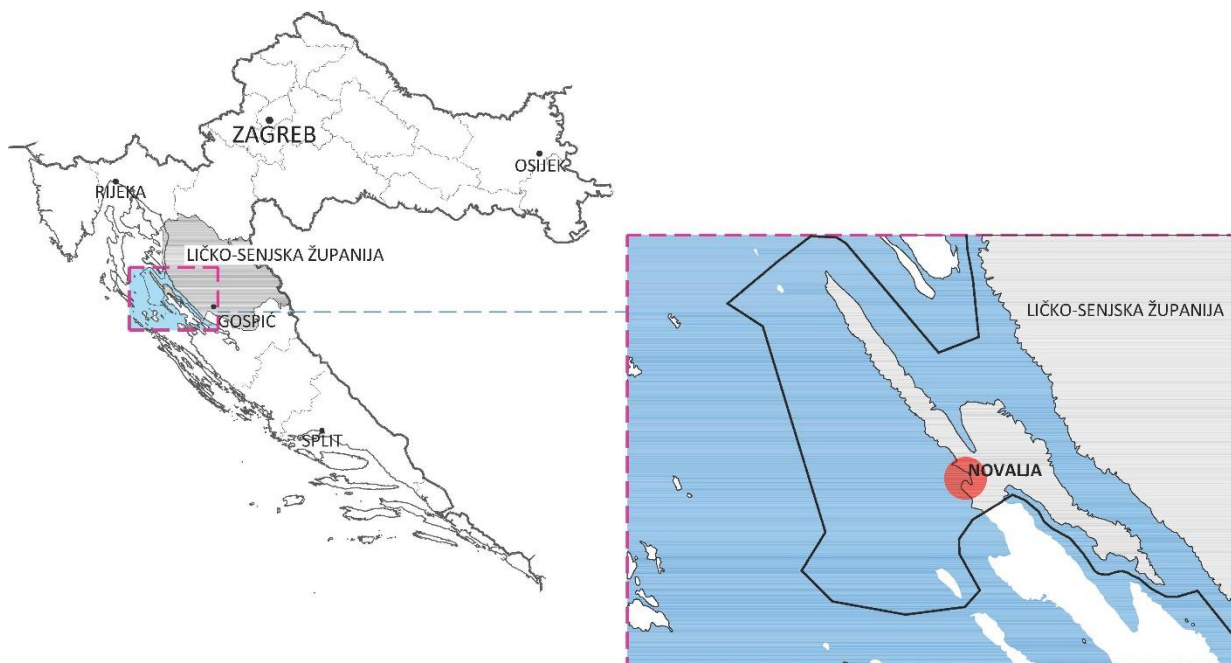 ZAGREB
OSIJEK
RIJEKA
LIČKO-SENJSKA ŽUPANIJA
GOSPIĆ
SPLIT
LIČKO-SENJSKA ŽUPANIJA
NOVALJA